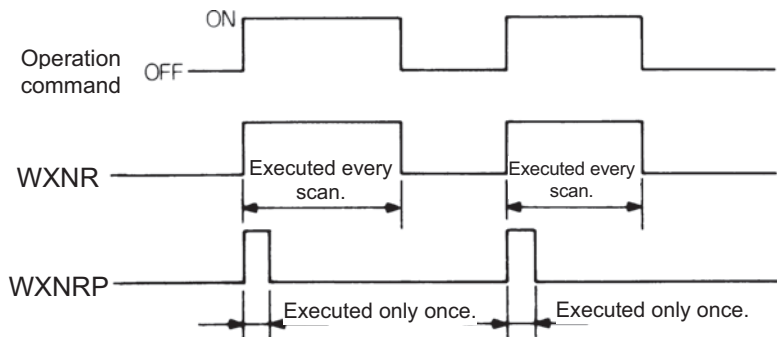 ON
Operation
command
OFF
WXNR
Executed every
scan.
Executed every
scan.
WXNRP
Executed only once.
Executed only once.